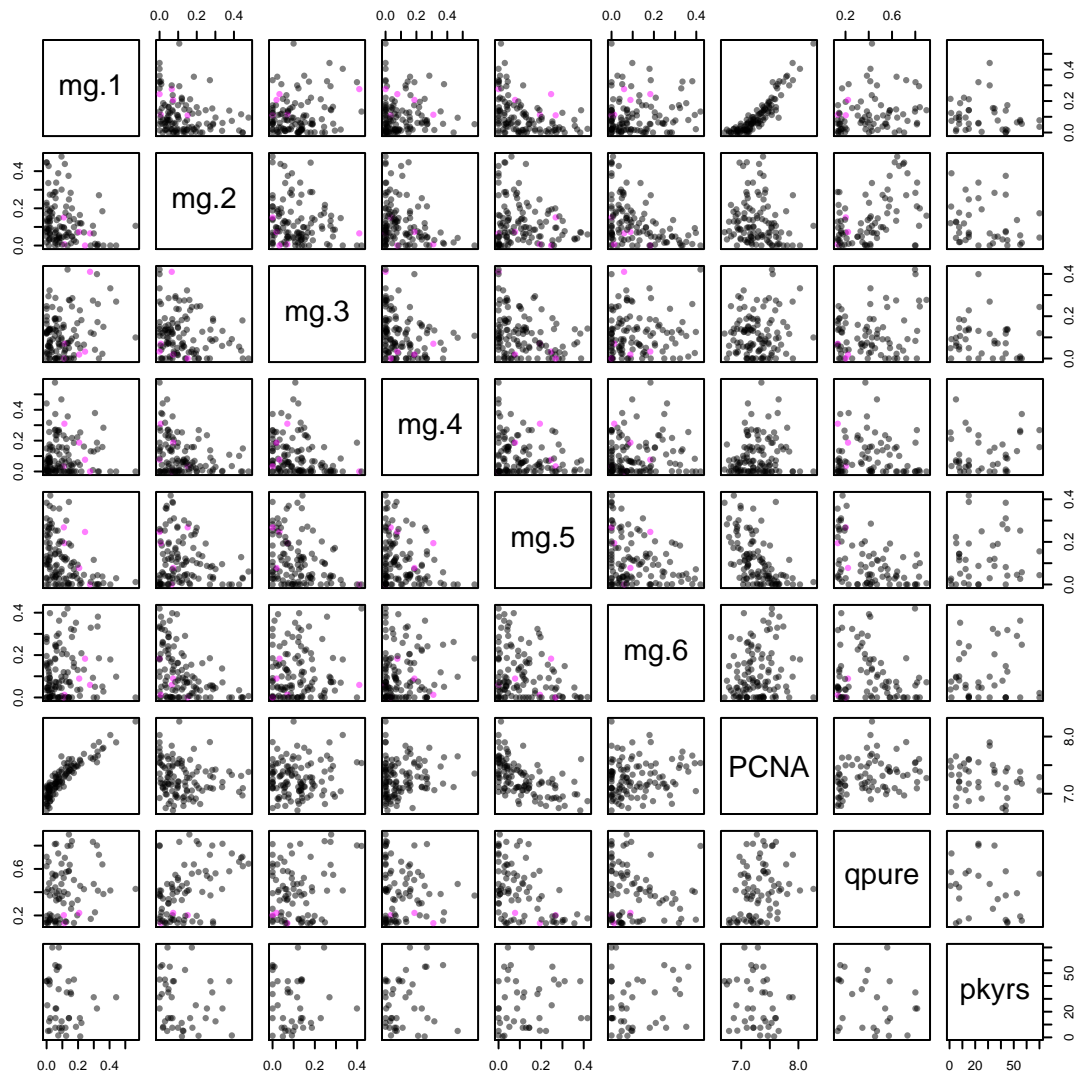 0.0 0.2 0.4 0.0 0.2 0.4 0.0 0.2 0.4 0.2 0.6
mg.1 0.0 0.2 0.4
0.0 0.2 0.4 mg.2
mg.3 0.0 0.2 0.4
0.0 0.2 0.4 mg.4
mg.5 0.0 0.2 0.4
0.0 0.2 0.4 mg.6
PCNA 7.0 8.0
0.2 0.6 qpure
pkyrs 0 20 50
0.0 0.2 0.4 0.0 0.2 0.4 0.0 0.2 0.4 7.0 8.0 0 20 50